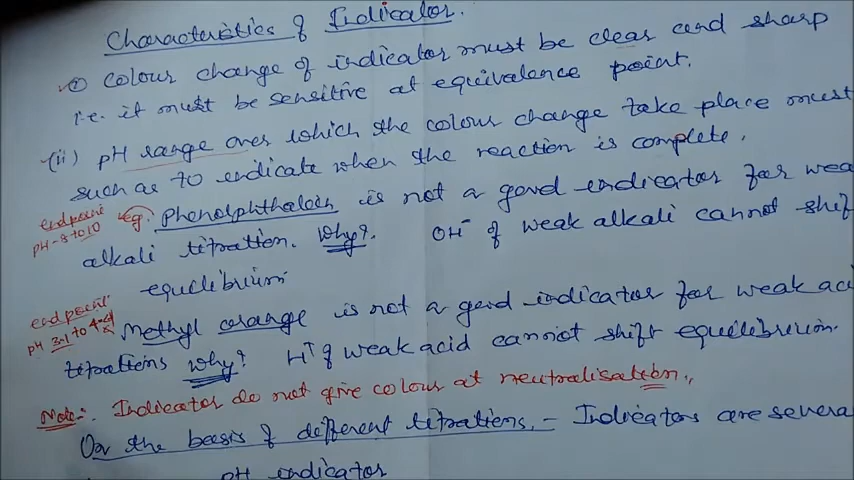 Characteristics of Indicator.
(i) colour change of indicator must be clear and sharp
i.e. it must be sensitive at equivalence point.
(ii) pH range over which the colour change take place must
such as to indicate when the reaction is complete.
endpoint
pH-8 to 10
eg. Phenolphthalein is not a good indicator for wea
alkali titration. Why? OH⁻ of weak alkali cannot shif
equilibrium
endpoint
pH 3.1 to 4.4
Methyl orange is not a good indicator for weak aci
titrations why? H⁺ of weak acid cannot shift equilibrium.
Note:- Indicator do not give colour at neutralisation.,
On the basis of different titrations, - Indicators are severa
pH indicator